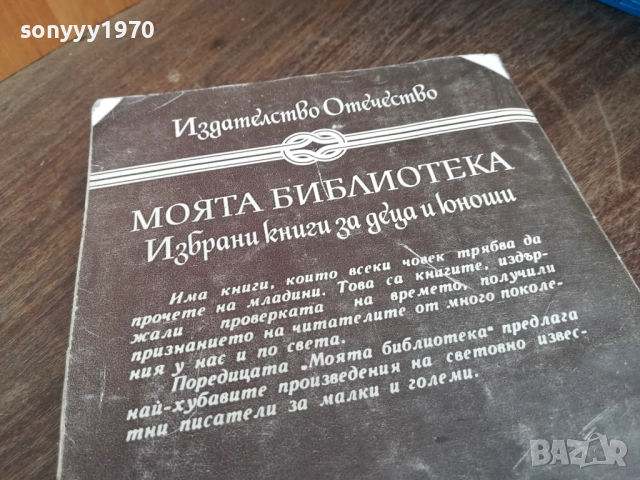 sonyyy1970
Издателство Отечество
МОЯТА БИБЛИОТЕКА
Избрани книги за деца и юноши
Има книги, които всеки човек трябва да
прочете на младини. Това са книгите, издър-
жали проверката на времето, получили
признанието на читателите от много поколе-
ния у нас и по света.
Поредицата „Моята библиотека" предлага
най-хубавите произведения на световно извес-
тни писатели за малки и големи.
BAZAR